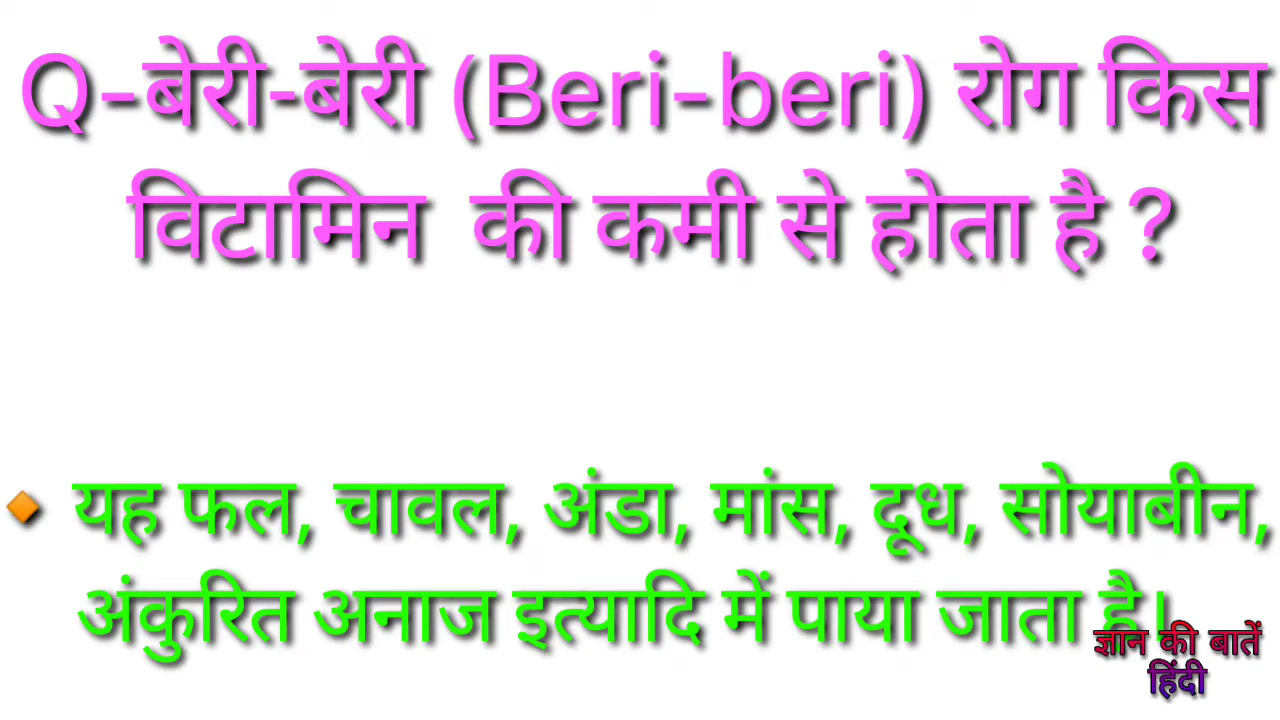 Q-बेरी-बेरी (Beri-beri) रोग किस
विटामिन की कमी से होता है ?
🔸 यह फल, चावल, अंडा, मांस, दूध, सोयाबीन,
अंकुरित अनाज इत्यादि में पाया जाता है।
ज्ञान की बातें
हिंदी